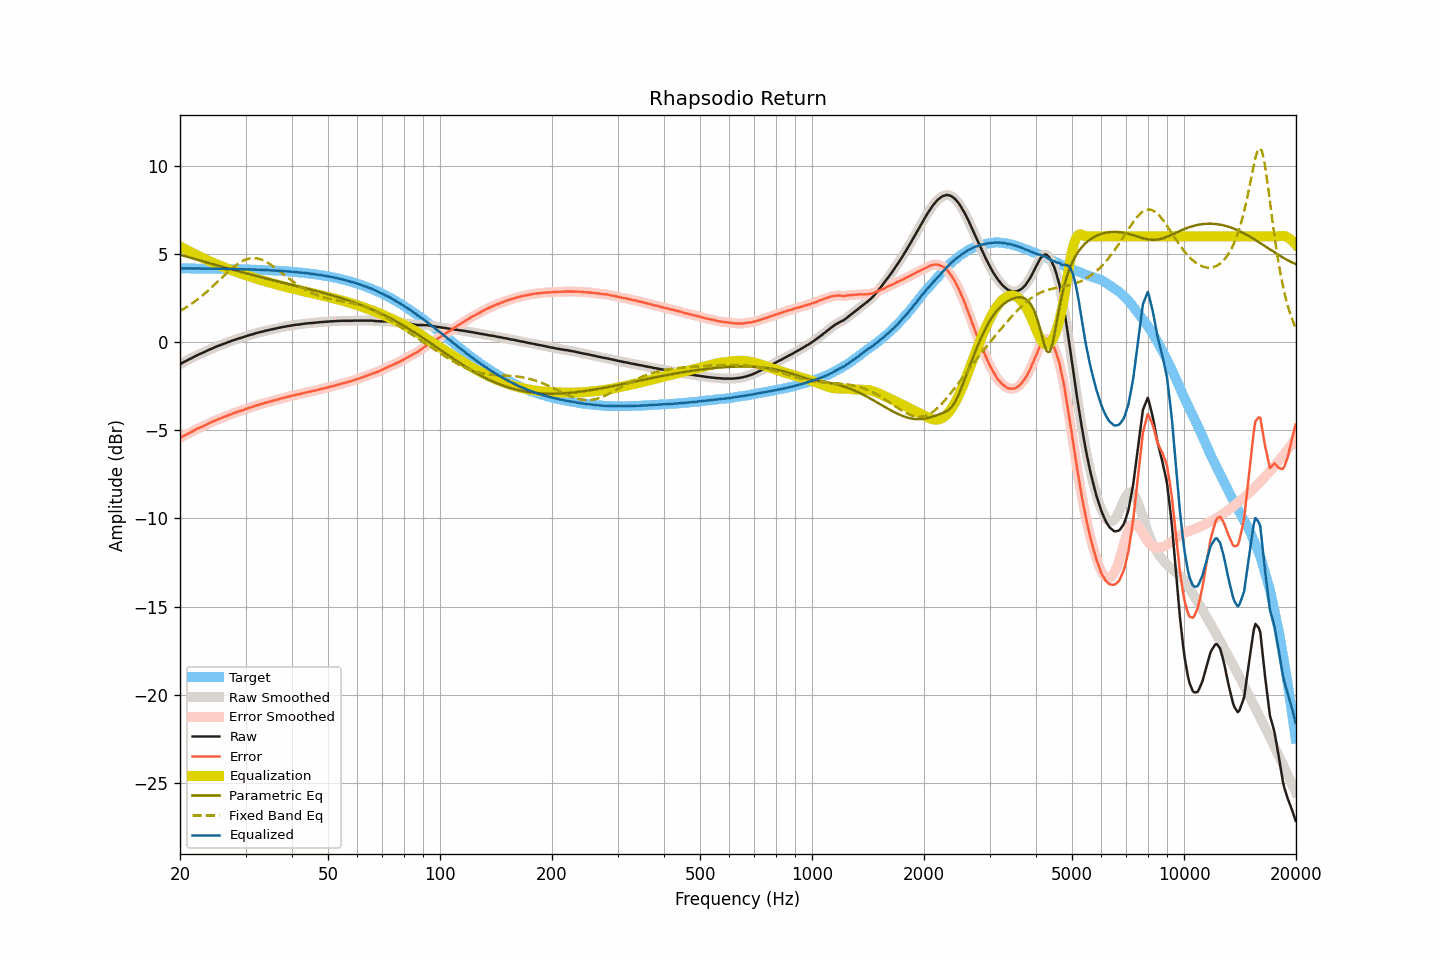 Rhapsodio Return
Amplitude (dBr)
10
5
0
−5
−10
−15
−20
−25
Target
Raw Smoothed
Error Smoothed
Raw
Error
Equalization
Parametric Eq
Fixed Band Eq
Equalized
20 50 100 200 500 1000 2000 5000 10000 20000
Frequency (Hz)